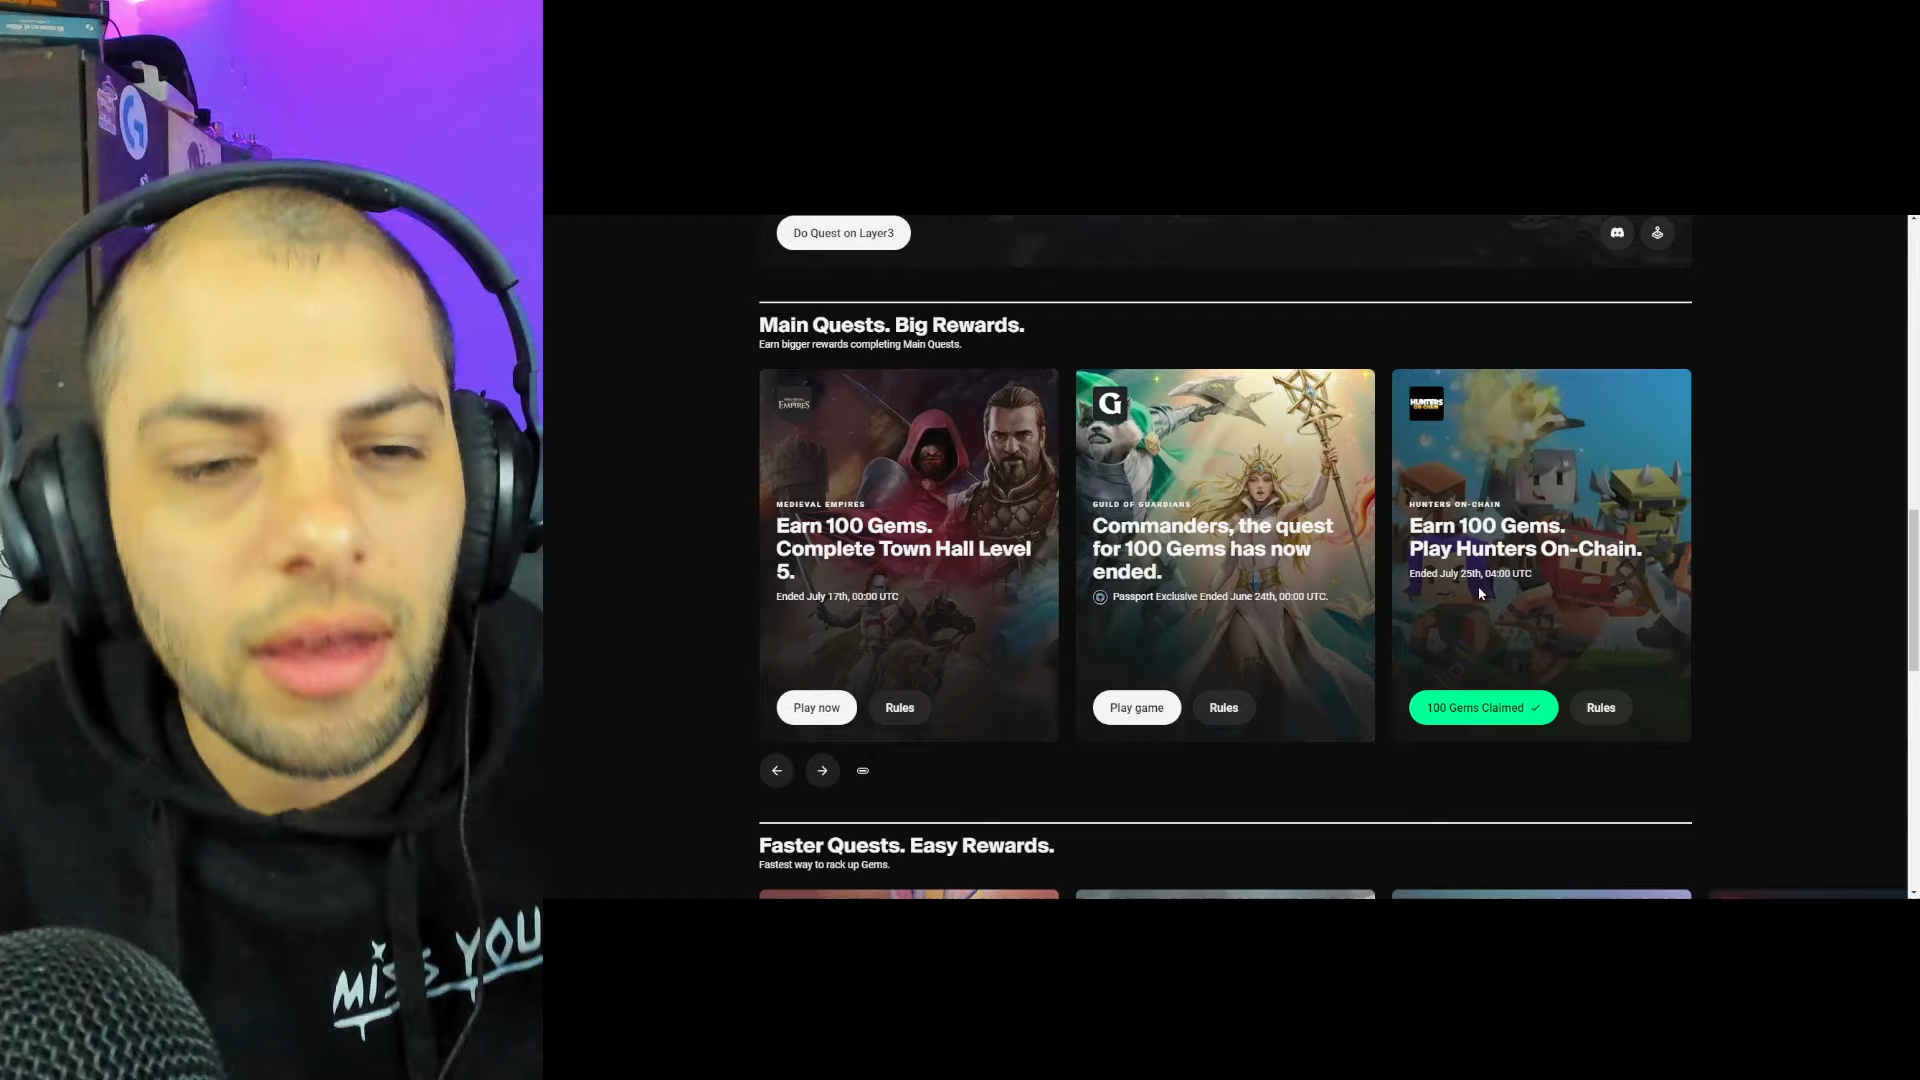 Do Quest on Layer3
Main Quests. Big Rewards.
Earn bigger rewards completing Main Quests.
EMPIRES
MEDIEVAL EMPIRES
Earn 100 Gems.
Complete Town Hall Level
5.
Ended July 17th, 00:00 UTC
Play now
Rules
G
GUILD OF GUARDIANS
Commanders, the quest
for 100 Gems has now
ended.
Passport Exclusive Ended June 24th, 00:00 UTC.
Play game
Rules
HUNTERS
ON-CHAIN
HUNTERS ON-CHAIN
Earn 100 Gems.
Play Hunters On-Chain.
Ended July 25th, 04:00 UTC
100 Gems Claimed
Rules
Faster Quests. Easy Rewards.
Fastest way to rack up Gems.
G
MISS YOU